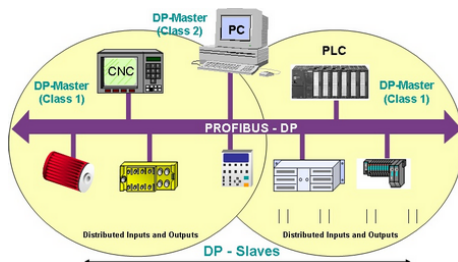 DP-Master
(Class 2)
PC
PLC
DP-Master
(Class 1)
CNC
DP-Master
(Class 1)
PROFIBUS - DP
Distributed Inputs and Outputs
Distributed Inputs and Outputs
DP - Slaves